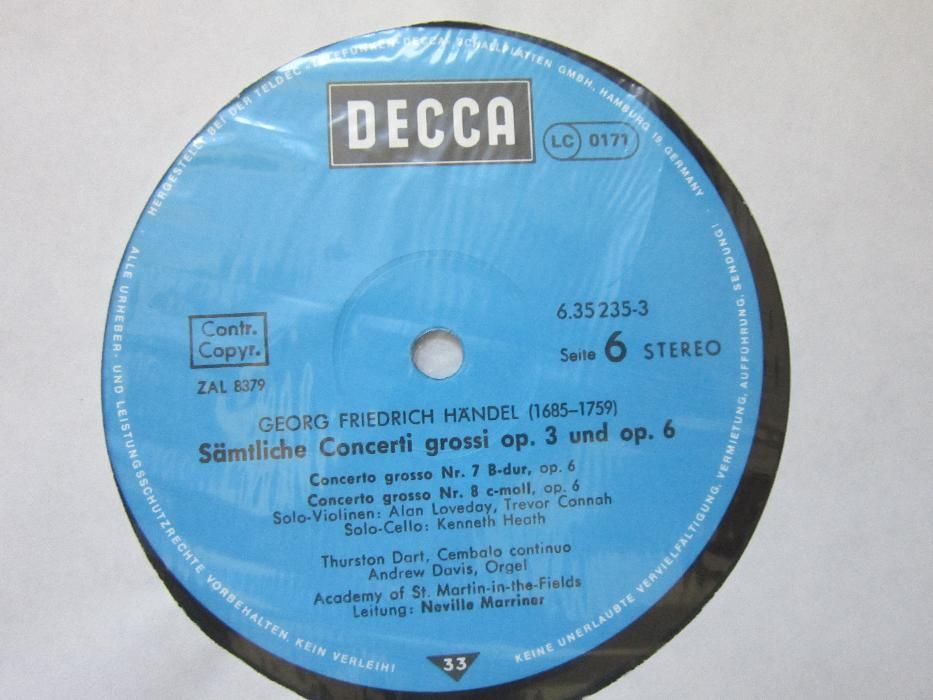 HERGESTELLT BEI DER TELDEC »TELEFUNKEN-DECCA« SCHALLPLATTEN GMBH, HAMBURG 19, GERMANY ·
DECCA
LC 0171
6.35 235-3
Contr.
Copyr.
Seite 6 STEREO
ZAL 8379
GEORG FRIEDRICH HÄNDEL (1685–1759)
Sämtliche Concerti grossi op. 3 und op. 6
Concerto grosso Nr. 7 B-dur, op. 6
Concerto grosso Nr. 8 c-moll, op. 6
Solo-Violinen: Alan Loveday, Trevor Connah
Solo-Cello: Kenneth Heath
Thurston Dart, Cembalo continuo
Andrew Davis, Orgel
Academy of St. Martin-in-the-Fields
Leitung: Neville Marriner
33
ALLE URHEBER- UND LEISTUNGSSCHUTZRECHTE VORBEHALTEN. KEIN VERLEIH!
KEINE UNERLAUBTE VERVIELFÄLTIGUNG, VERMIETUNG, AUFFÜHRUNG, SENDUNG!